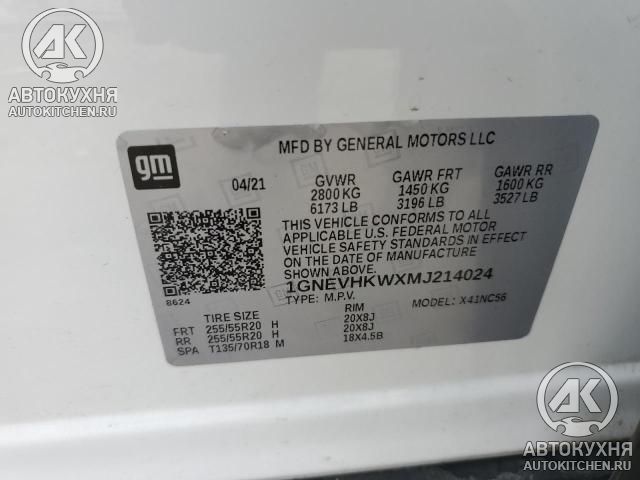 AK
АВТОКУХНЯ
AUTOKITCHEN.RU
gm
MFD BY GENERAL MOTORS LLC
04/21 GVWR GAWR FRT GAWR RR
2800 KG 1450 KG 1600 KG
6173 LB 3196 LB 3527 LB
THIS VEHICLE CONFORMS TO ALL
APPLICABLE U.S. FEDERAL MOTOR
VEHICLE SAFETY STANDARDS IN EFFECT
ON THE DATE OF MANUFACTURE
SHOWN ABOVE.
1GNEVHKWXMJ214024
TYPE: M.P.V. MODEL: X41NC56
8624
TIRE SIZE RIM
FRT 255/55R20 H 20X8J
RR 255/55R20 H 20X8J
SPA T135/70R18 M 18X4.5B
AK
АВТОКУХНЯ
AUTOKITCHEN.RU